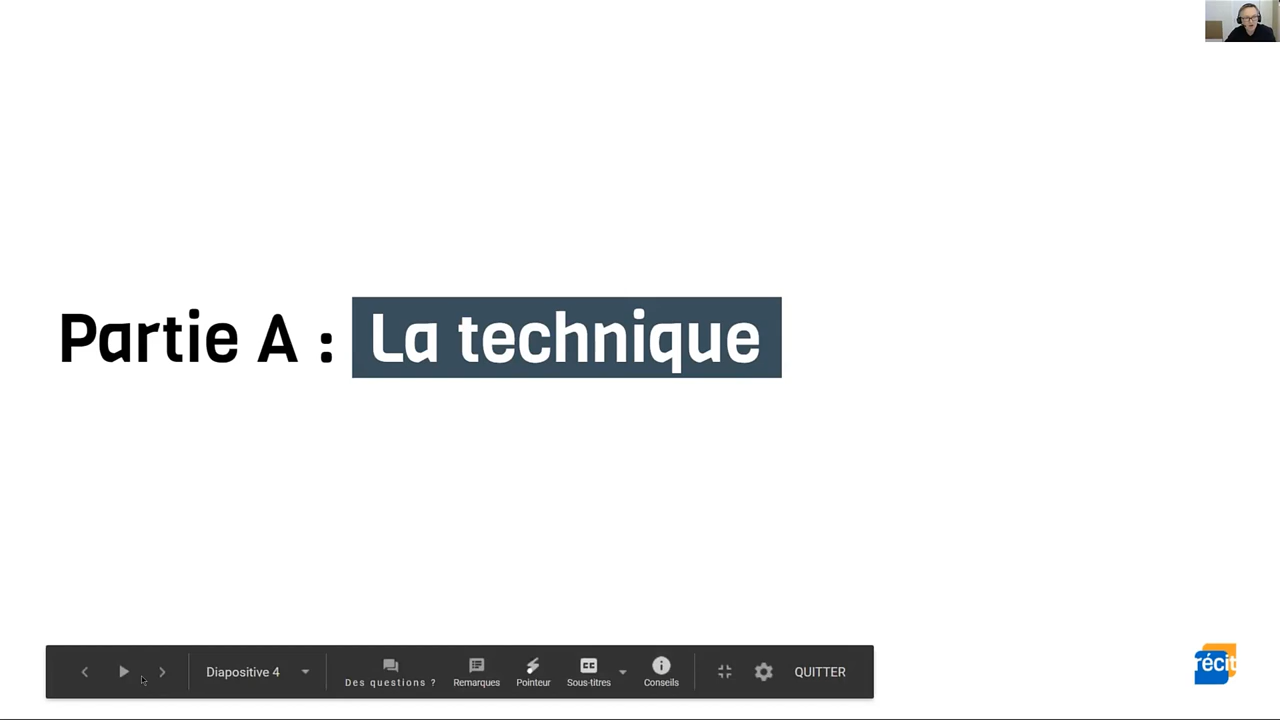 Partie A : La technique
Diapositive 4
Des questions ?
Remarques
Pointeur
Sous-titres
Conseils
QUITTER
récit